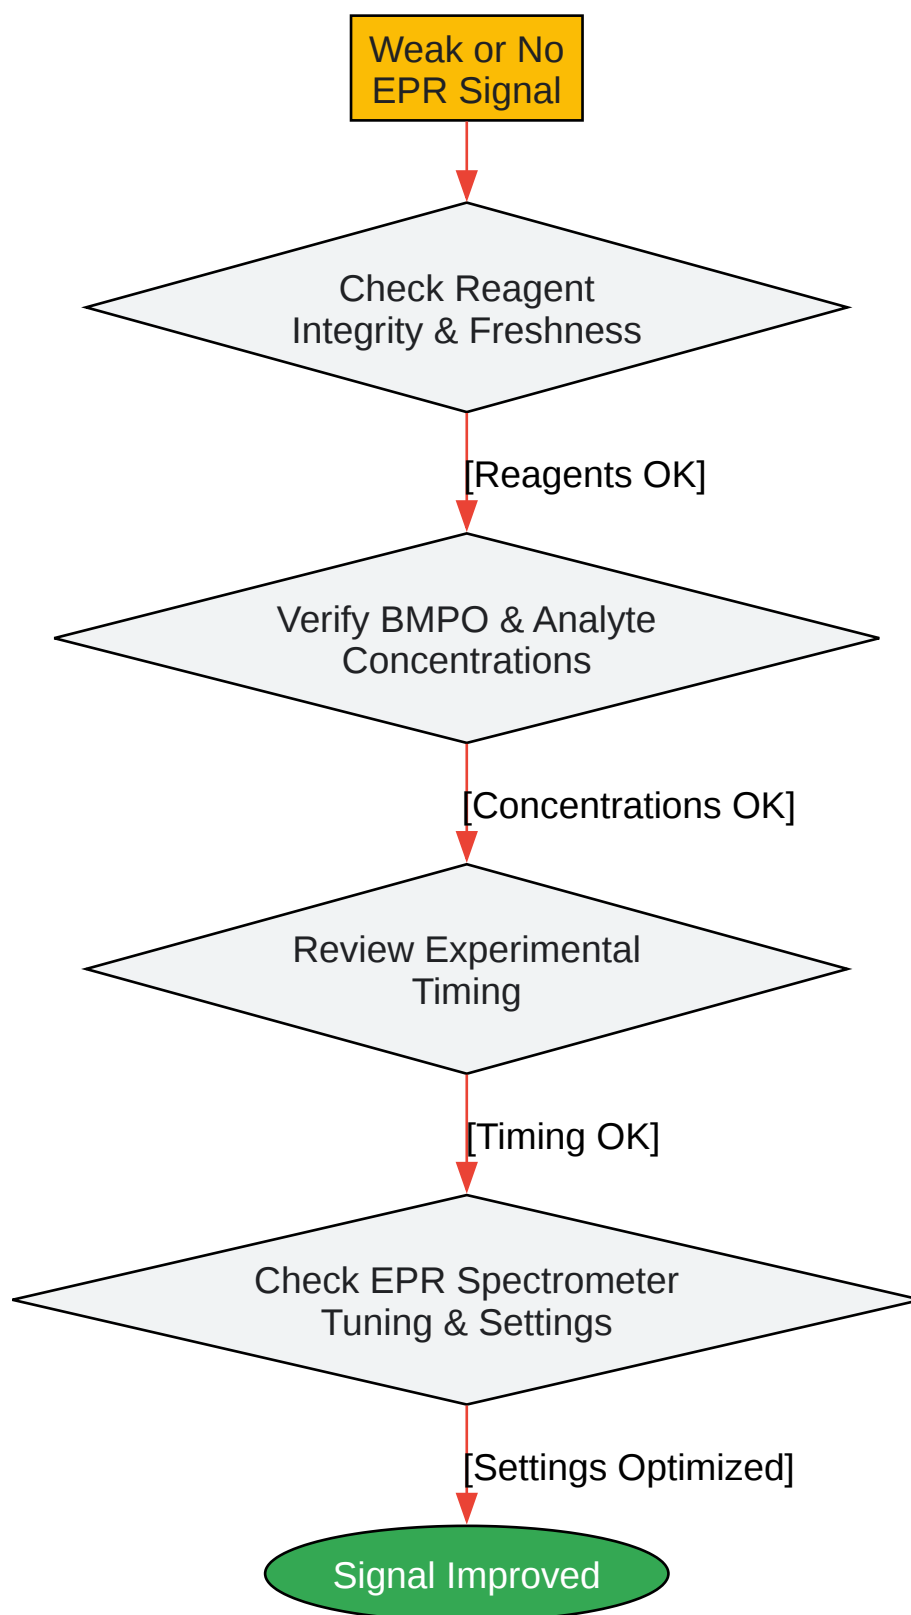 Weak or No
EPR Signal
Check Reagent
Integrity & Freshness
[Reagents OK]
Verify BMPO & Analyte
Concentrations
[Concentrations OK]
Review Experimental
Timing
[Timing OK]
Check EPR Spectrometer
Tuning & Settings
[Settings Optimized]
Signal Improved